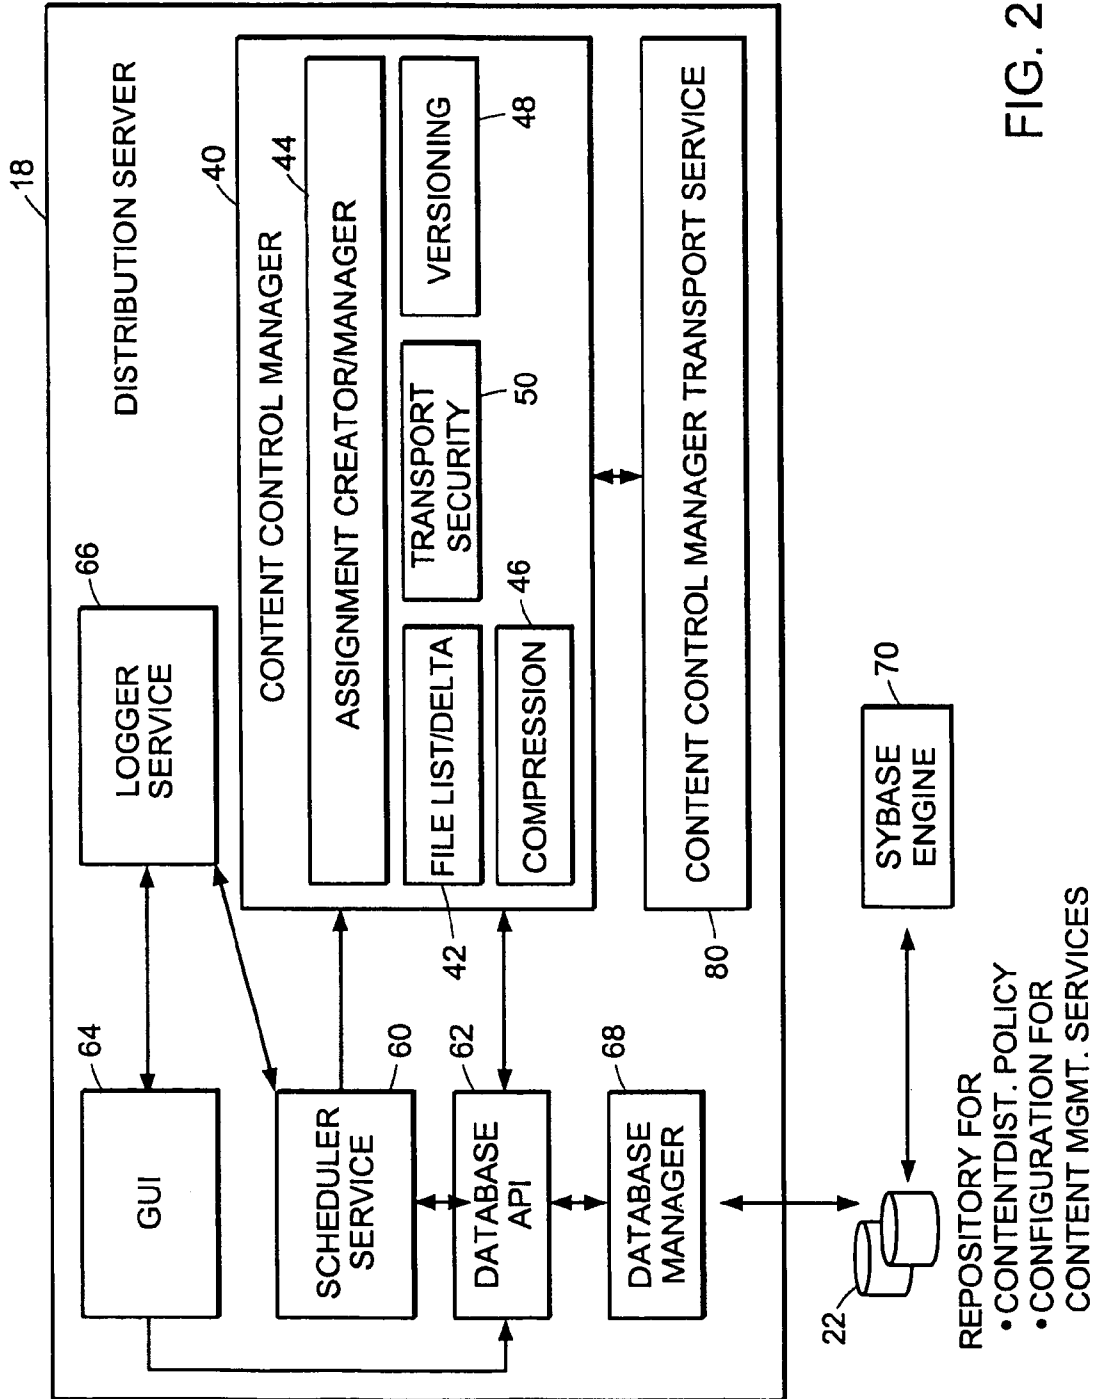 18
DISTRIBUTION SERVER
64
GUI
66
LOGGER
SERVICE
40
CONTENT CONTROL MANAGER
44
ASSIGNMENT CREATOR/MANAGER
60
SCHEDULER
SERVICE
42
FILE LIST/DELTA
TRANSPORT
SECURITY
50
VERSIONING
48
46
COMPRESSION
62
DATABASE
API
68
DATABASE
MANAGER
80
CONTENT CONTROL MANAGER TRANSPORT SERVICE
22
70
SYBASE
ENGINE
REPOSITORY FOR
• CONTENTDIST. POLICY
• CONFIGURATION FOR
CONTENT MGMT. SERVICES
FIG. 2